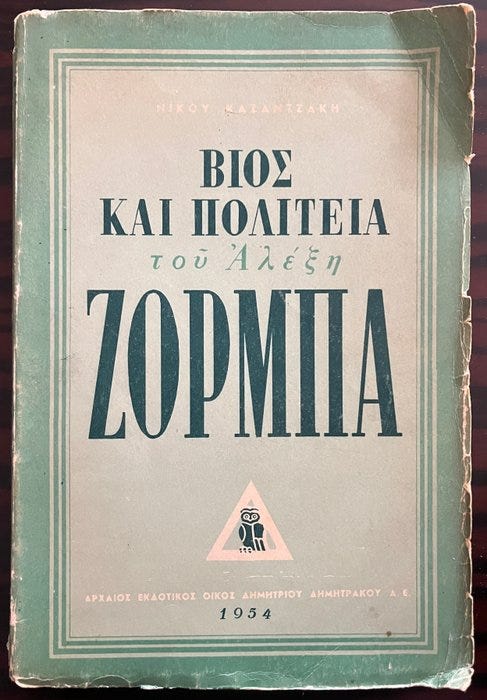 ΝΙΚΟΥ ΚΑΖΑΝΤΖΑΚΗ
ΒΙΟΣ
ΚΑΙ ΠΟΛΙΤΕΙΑ
τοῦ Ἀλέξη
ΖΟΡΜΠΑ
ΑΡΧΑΙΟΣ ΕΚΔΟΤΙΚΟΣ ΟΙΚΟΣ ΔΗΜΗΤΡΙΟΥ ΔΗΜΗΤΡΑΚΟΥ Α.Ε.
1954